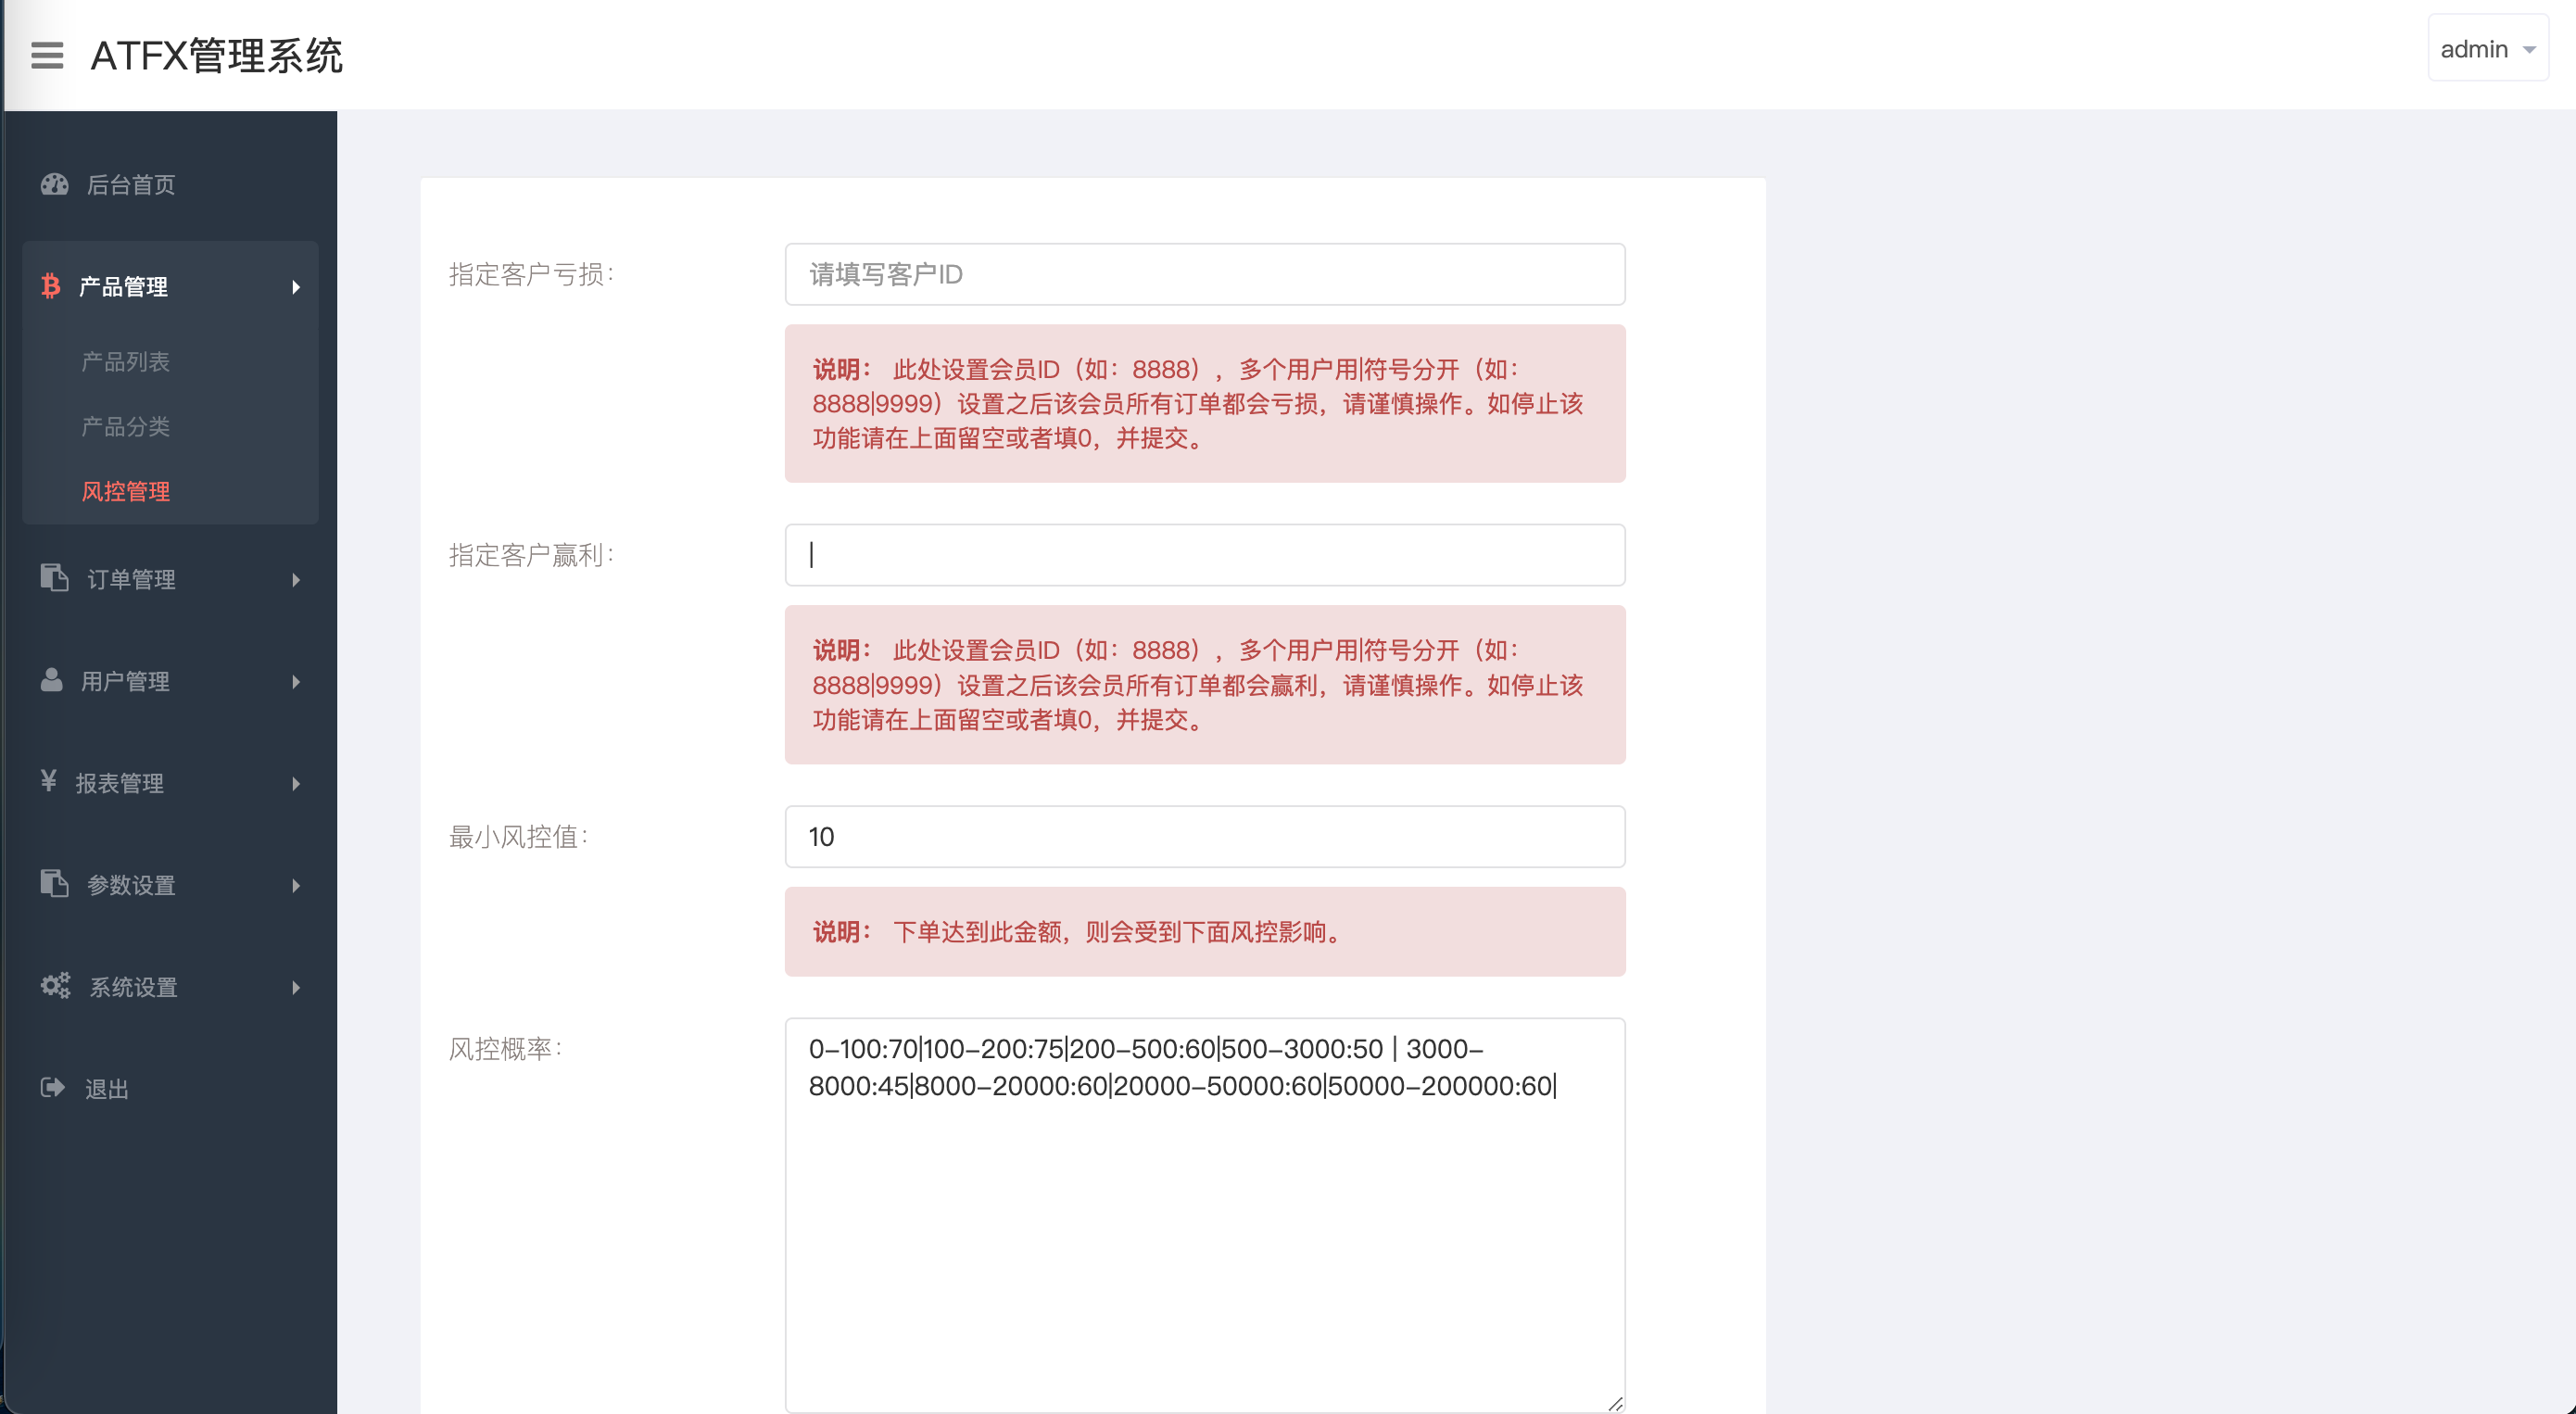 ATFX管理系统
admin
后台首页
产品管理
产品列表
产品分类
风控管理
订单管理
用户管理
报表管理
参数设置
系统设置
退出
指定客户亏损：
请填写客户ID
说明： 此处设置会员ID（如：8888），多个用户用|符号分开（如：
8888|9999）设置之后该会员所有订单都会亏损，请谨慎操作。如停止该
功能请在上面留空或者填0，并提交。
指定客户赢利：
|
说明： 此处设置会员ID（如：8888），多个用户用|符号分开（如：
8888|9999）设置之后该会员所有订单都会赢利，请谨慎操作。如停止该
功能请在上面留空或者填0，并提交。
最小风控值：
10
说明： 下单达到此金额，则会受到下面风控影响。
风控概率：
0-100:70|100-200:75|200-500:60|500-3000:50 | 3000-
8000:45|8000-20000:60|20000-50000:60|50000-200000:60|